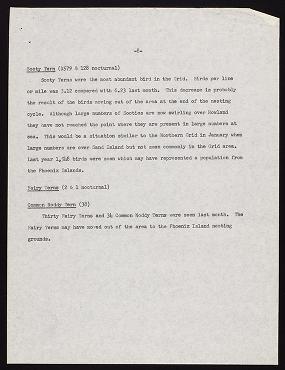 -8-
Sooty Tern (1579 & 128 nocturnal)
Sooty Terns were the most abundant bird in the Grid. Birds per line
or mile was 3.12 compared with 6.23 last month. This decrease is probably
the result of the birds moving out of the area at the end of the nesting
cycle. Although large numbers of Sooties are now swirling over Howland
they have not reached the point where they are present in large numbers at
sea. This would be a situation similar to the Northern Grid in January when
large numbers are over Sand Island but not seen commonly in the Grid area.
Last year 1,548 birds were seen which may have represented a population from
the Phoenix Islands.
Fairy Terns (2 & 1 nocturnal)
Common Noddy Tern (38)
Thirty Fairy Terns and 34 Common Noddy Terns were seen last month. The
Fairy Terns may have moved out of the area to the Phoenix Island nesting
grounds.